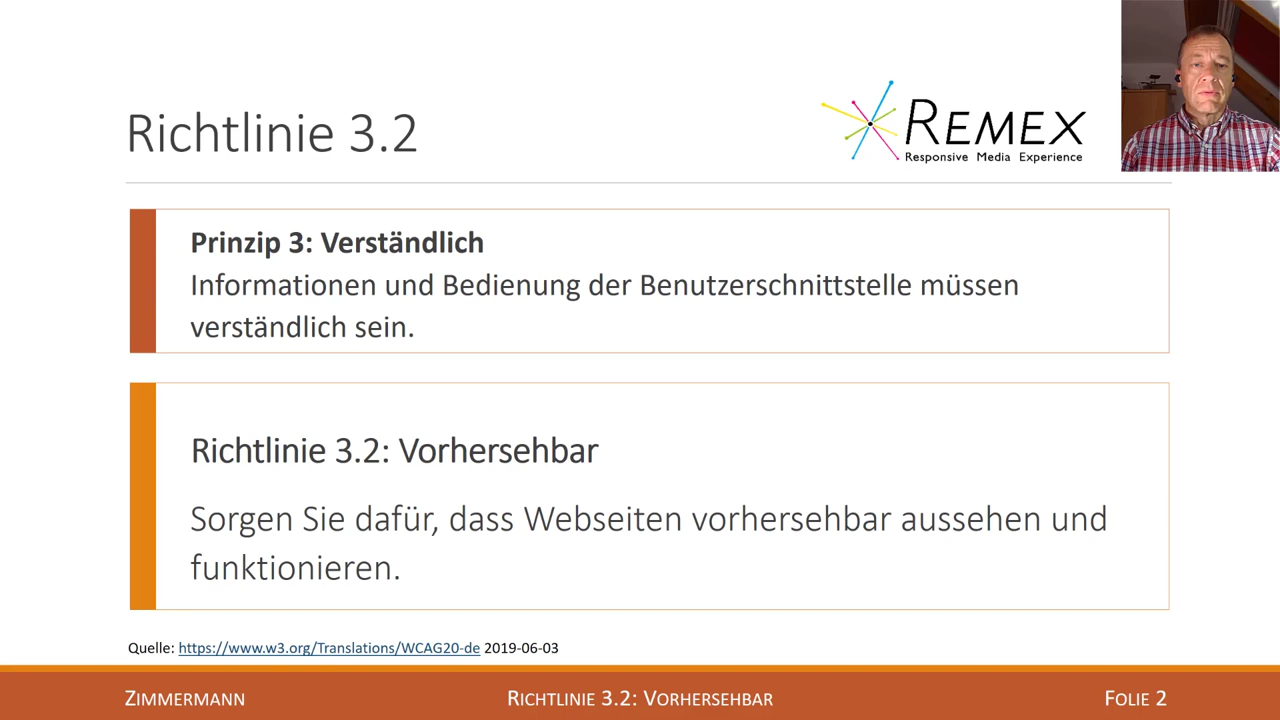 Richtlinie 3.2
REMEX
Responsive Media Experience
Prinzip 3: Verständlich
Informationen und Bedienung der Benutzerschnittstelle müssen
verständlich sein.
Richtlinie 3.2: Vorhersehbar
Sorgen Sie dafür, dass Webseiten vorhersehbar aussehen und
funktionieren.
Quelle: https://www.w3.org/Translations/WCAG20-de 2019-06-03
ZIMMERMANN
RICHTLINIE 3.2: VORHERSEHBAR
FOLIE 2